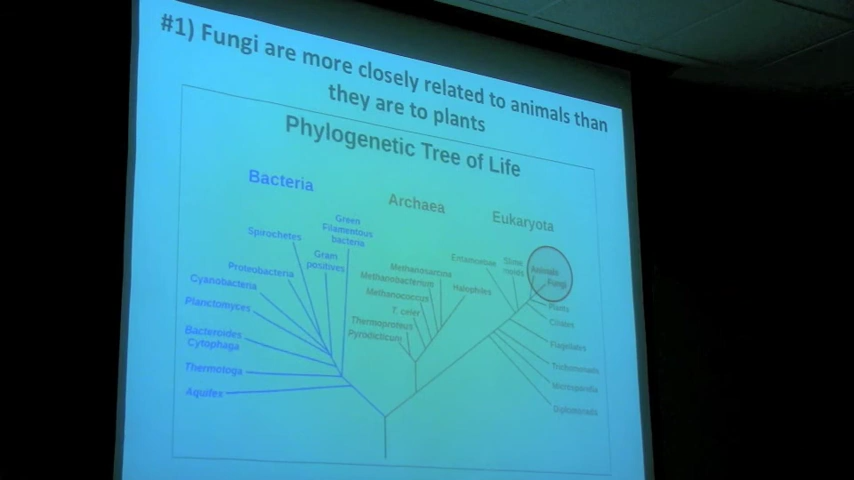 #1) Fungi are more closely related to animals than
they are to plants
Phylogenetic Tree of Life
Bacteria
Archaea
Eukaryota
Green
Filamentous
bacteria
Spirochetes
Gram
positives
Proteobacteria
Cyanobacteria
Planctomyces
Bacteroides
Cytophaga
Thermotoga
Aquifex
Methanosarcina
Methanobacterium
Halophiles
Methanococcus
T. celer
Thermoproteus
Pyrodicticum
Entamoebae
Slime
molds
Animals
Fungi
Plants
Ciliates
Flagellates
Trichomonads
Microsporidia
Diplomonads